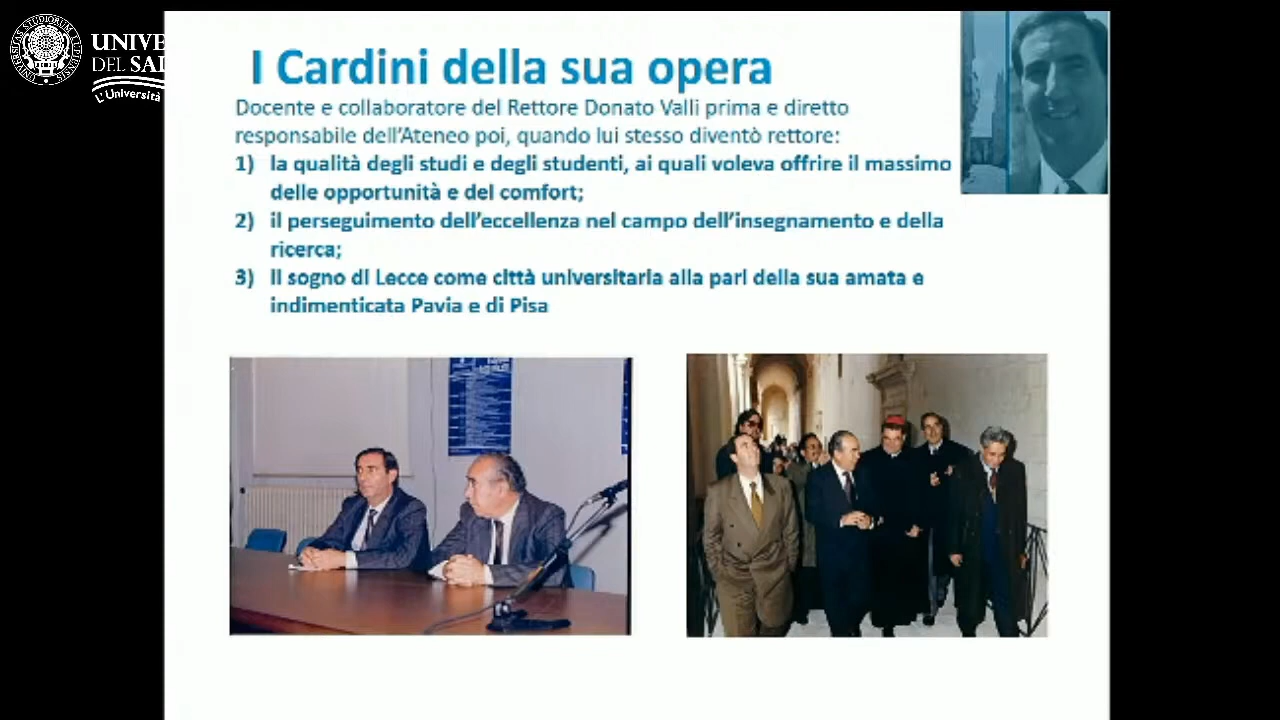 UNIVE
DEL SAL
L'Università
I Cardini della sua opera
Docente e collaboratore del Rettore Donato Valli prima e diretto
responsabile dell'Ateneo poi, quando lui stesso diventò rettore:
1) la qualità degli studi e degli studenti, ai quali voleva offrire il massimo
delle opportunità e del comfort;
2) il perseguimento dell'eccellenza nel campo dell'insegnamento e della
ricerca;
3) Il sogno di Lecce come città universitaria alla pari della sua amata e
indimenticata Pavia e di Pisa